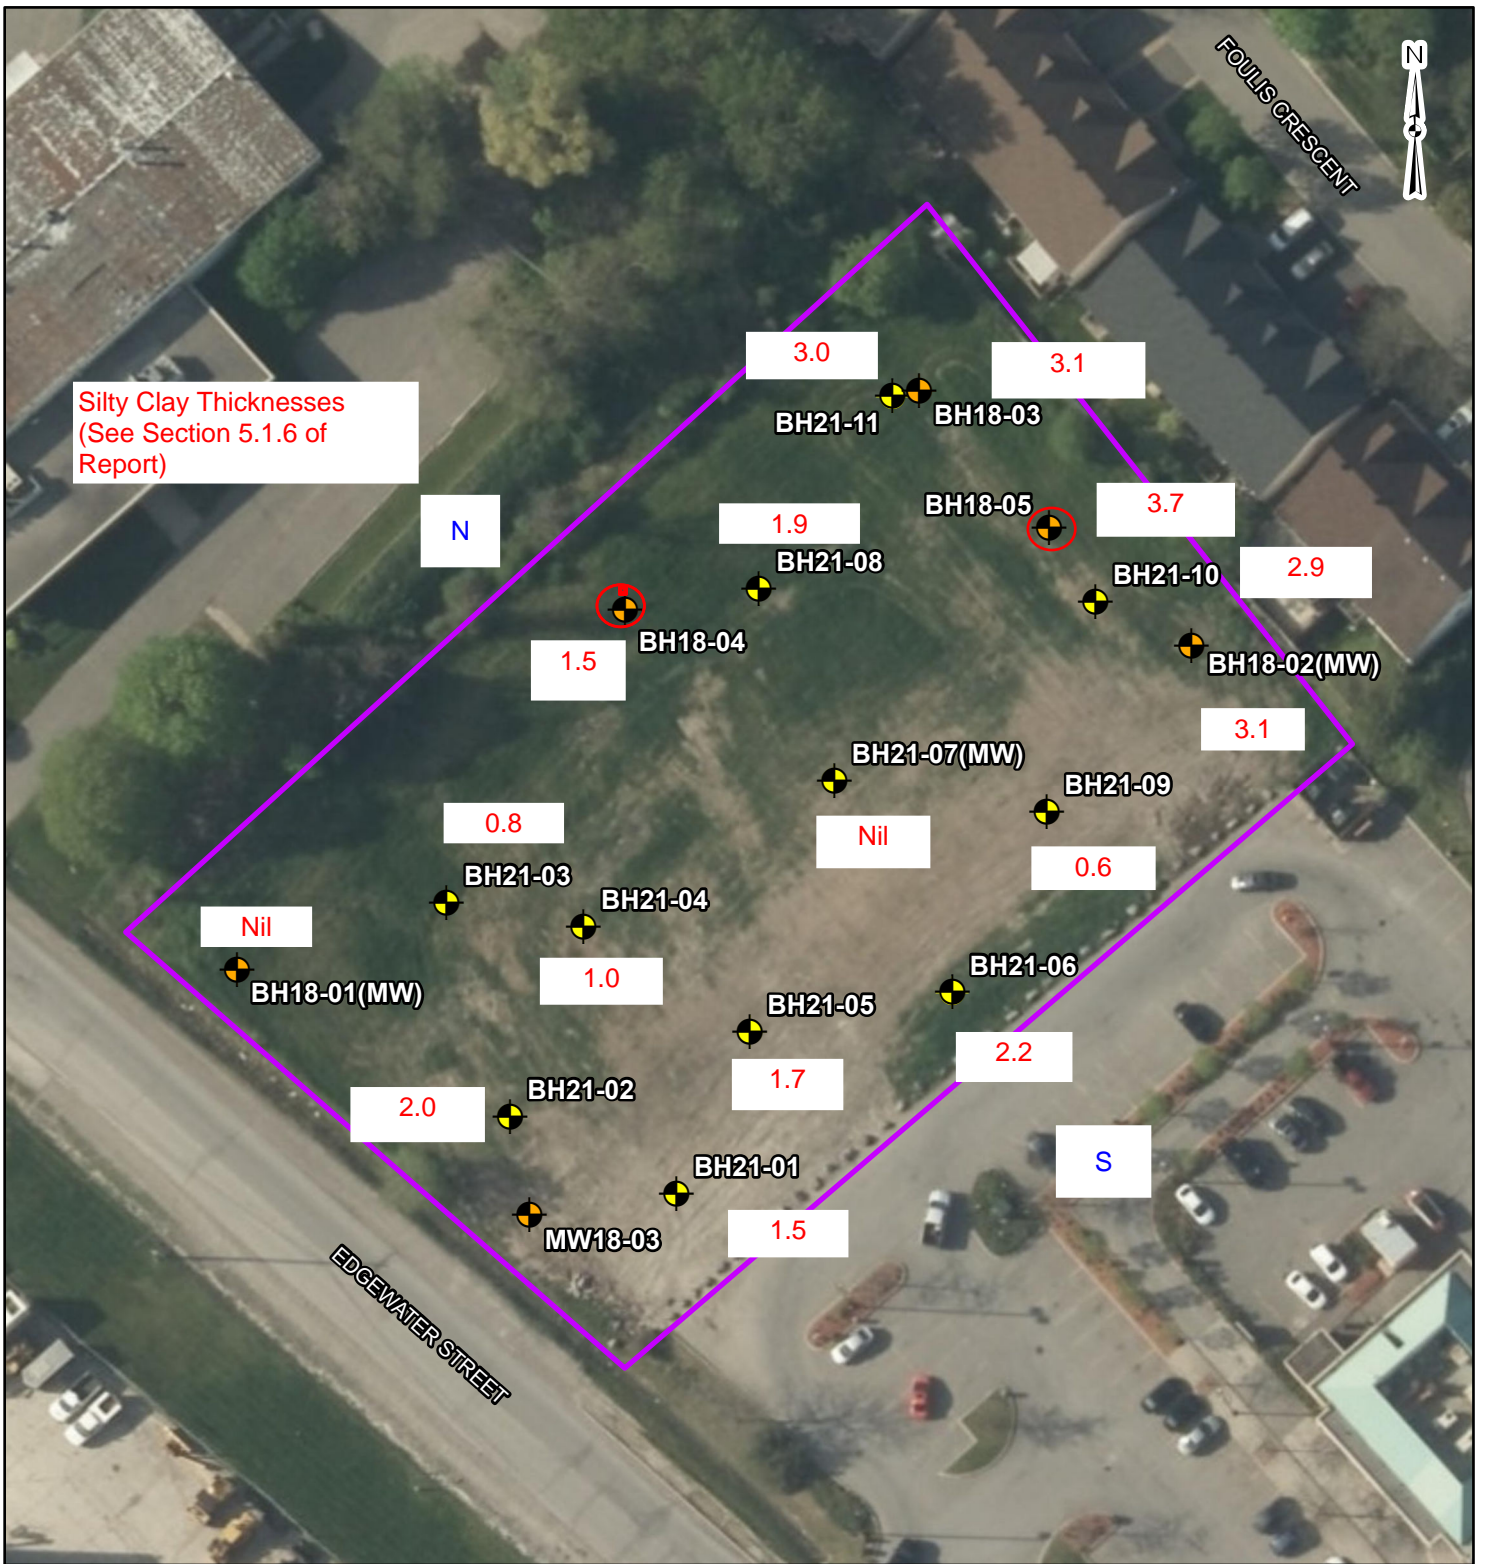 N
FOULIS CRESCENT
3.0
3.1
BH21-11
BH18-03
Silty Clay Thicknesses
(See Section 5.1.6 of
Report)
N
1.9
BH18-05
3.7
BH21-08
BH21-10
2.9
BH18-04
1.5
BH18-02(MW)
3.1
BH21-07(MW)
BH21-09
0.8
Nil
0.6
BH21-03
BH21-04
Nil
BH18-01(MW)
1.0
BH21-06
BH21-05
2.2
1.7
BH21-02
2.0
S
BH21-01
MW18-03
1.5
EDGEWATER STREET